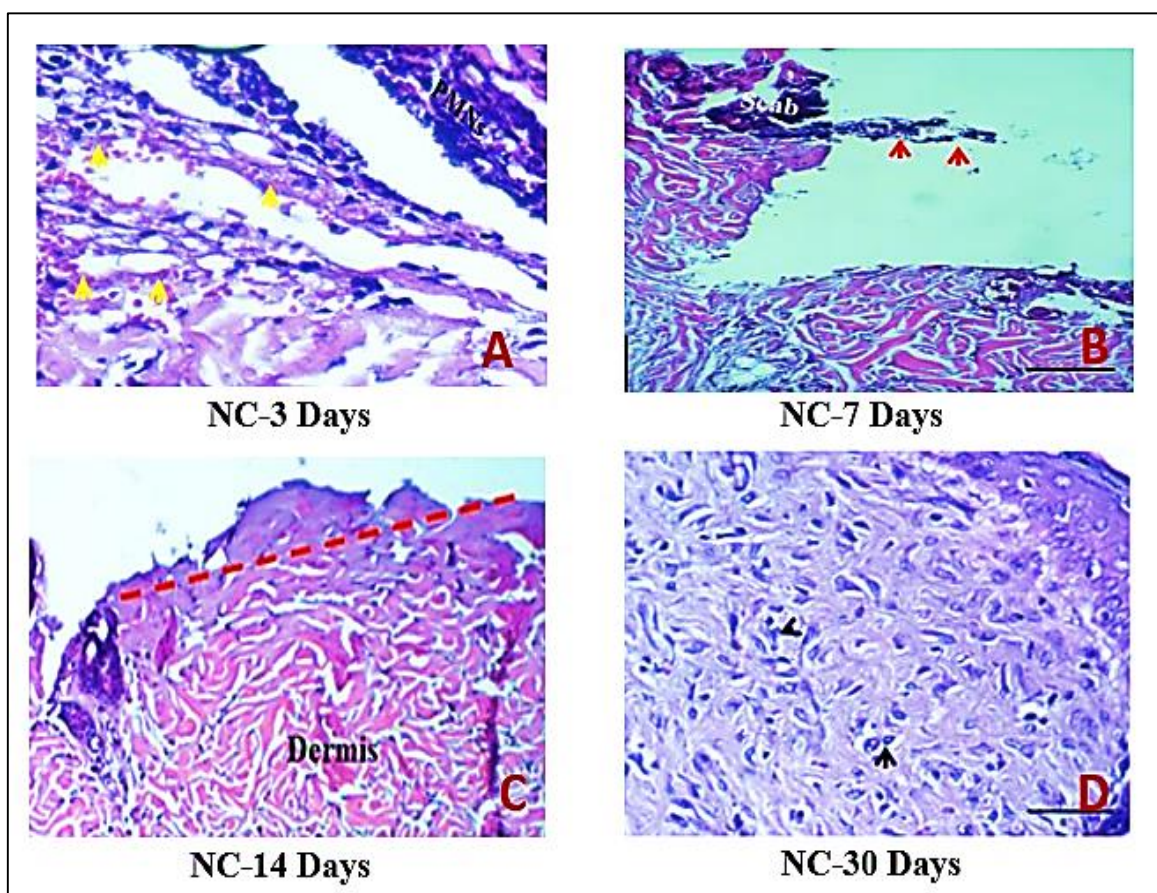 PMNs
A
NC-3 Days
Scab
B
NC-7 Days
Dermis
C
NC-14 Days
D
NC-30 Days